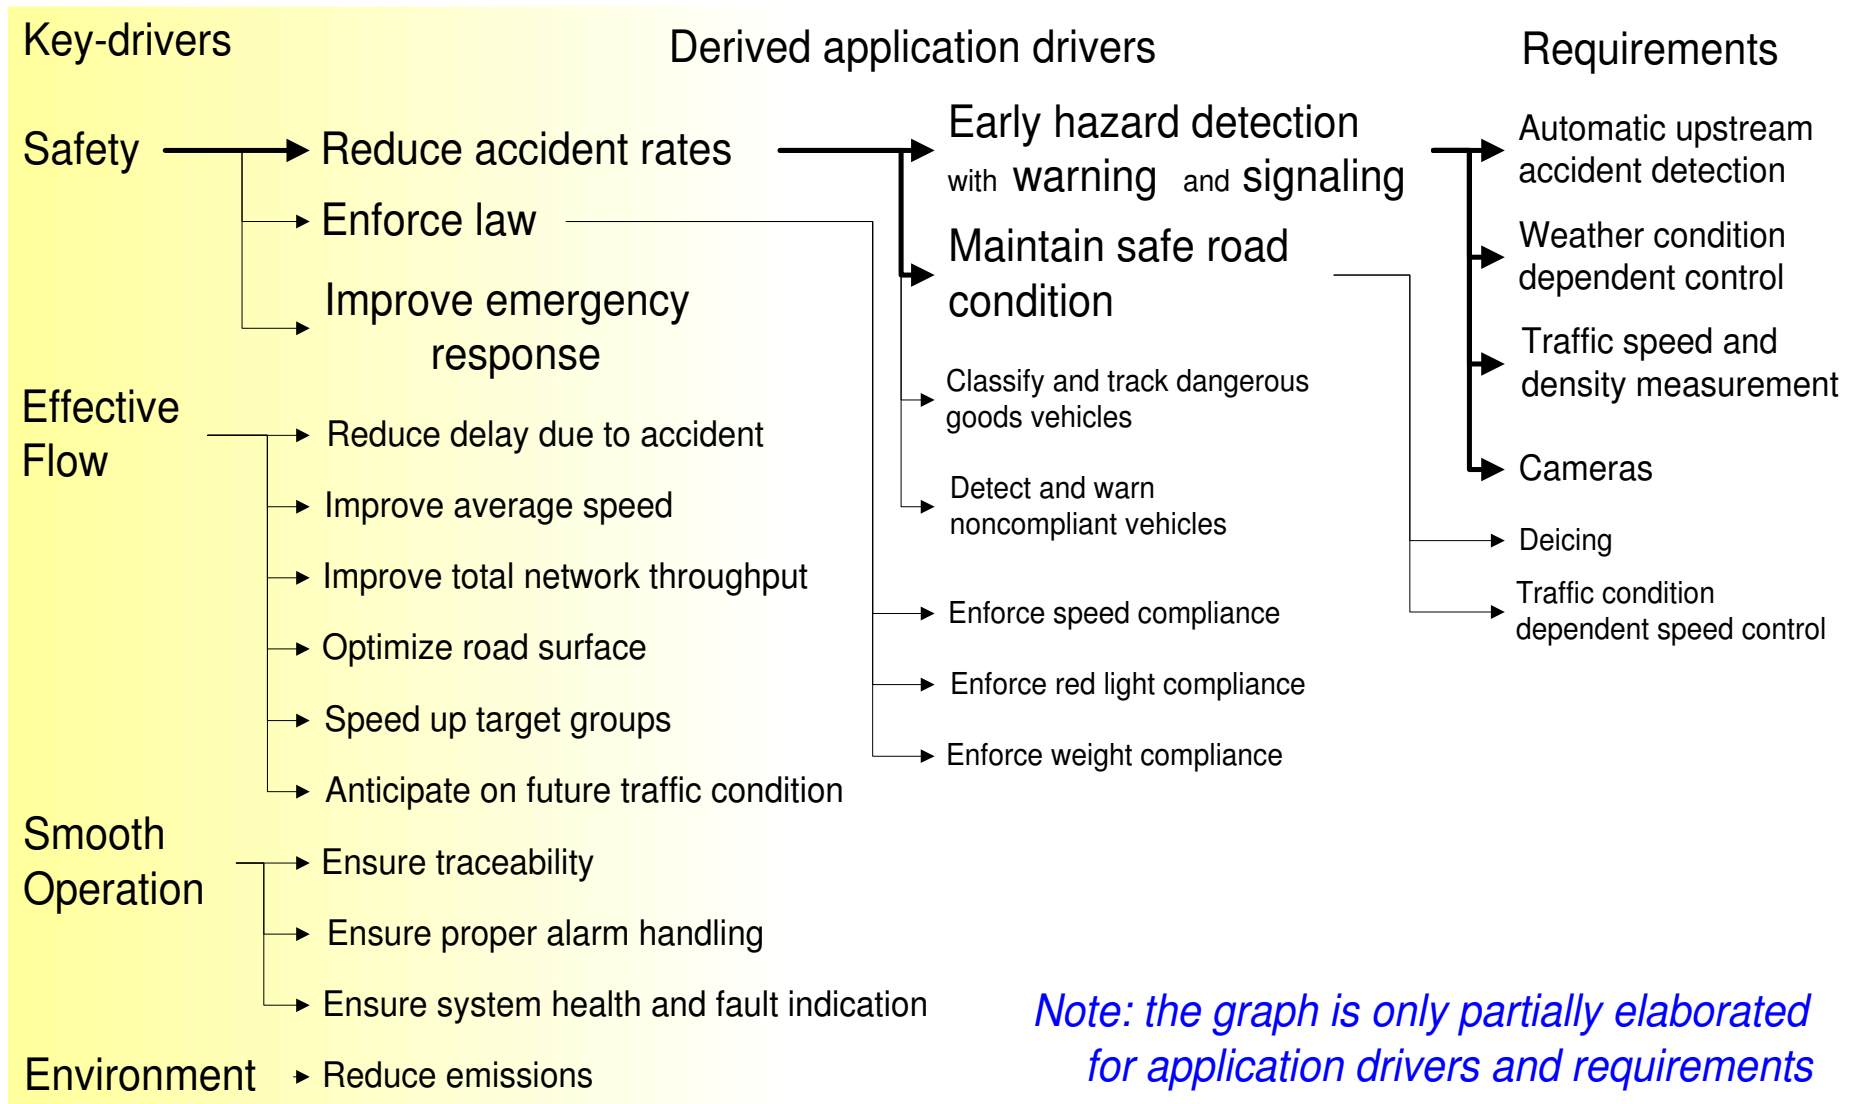 Key-drivers
Derived application drivers
Requirements
Safety
Reduce accident rates
Enforce law
Improve emergency
response
Effective
Flow
Reduce delay due to accident
Improve average speed
Improve total network throughput
Optimize road surface
Speed up target groups
Anticipate on future traffic condition
Smooth
Operation
Ensure traceability
Ensure proper alarm handling
Ensure system health and fault indication
Environment
Reduce emissions
Early hazard detection
with warning and signaling
Maintain safe road
condition
Classify and track dangerous
goods vehicles
Detect and warn
noncompliant vehicles
Enforce speed compliance
Enforce red light compliance
Enforce weight compliance
Automatic upstream
accident detection
Weather condition
dependent control
Traffic speed and
density measurement
Cameras
Deicing
Traffic condition
dependent speed control
Note: the graph is only partially elaborated
for application drivers and requirements